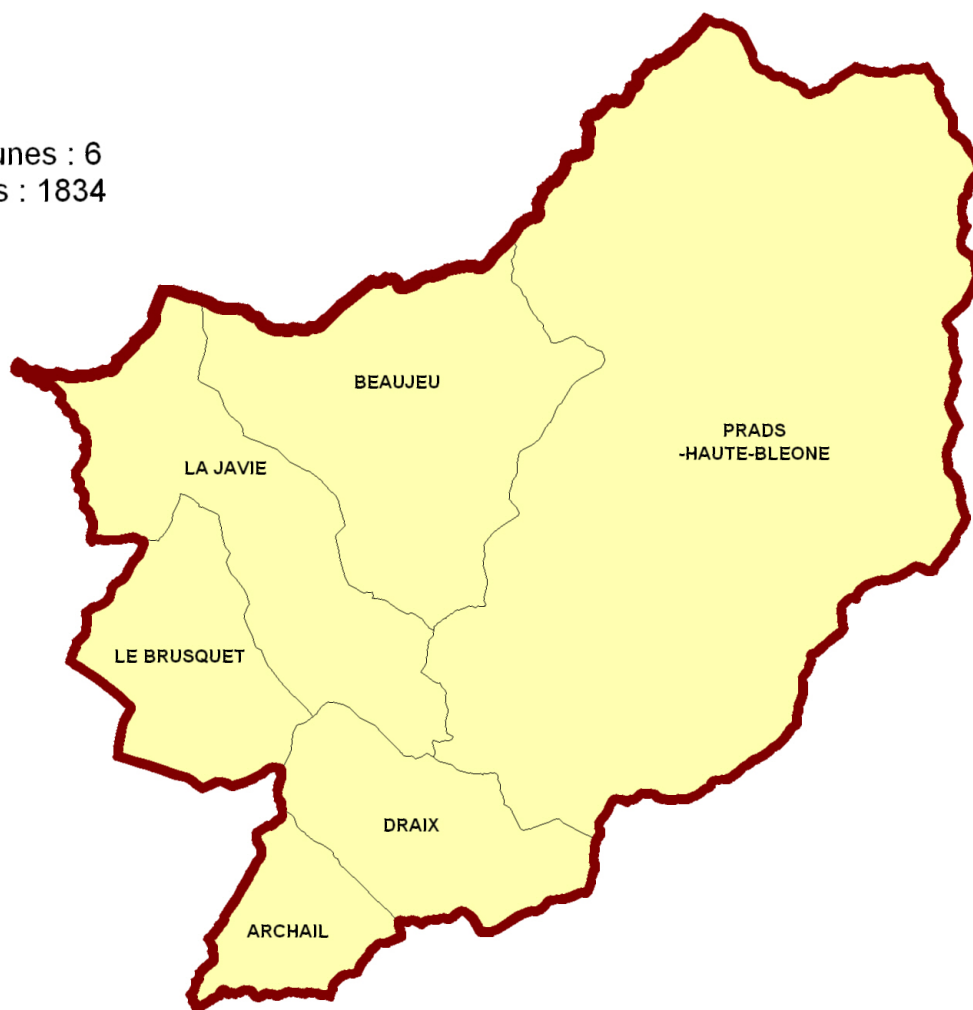 unes : 6
s : 1834
BEAUJEU
PRADS
-HAUTE-BLEONE
LA JAVIE
LE BRUSQUET
DRAIX
ARCHAIL